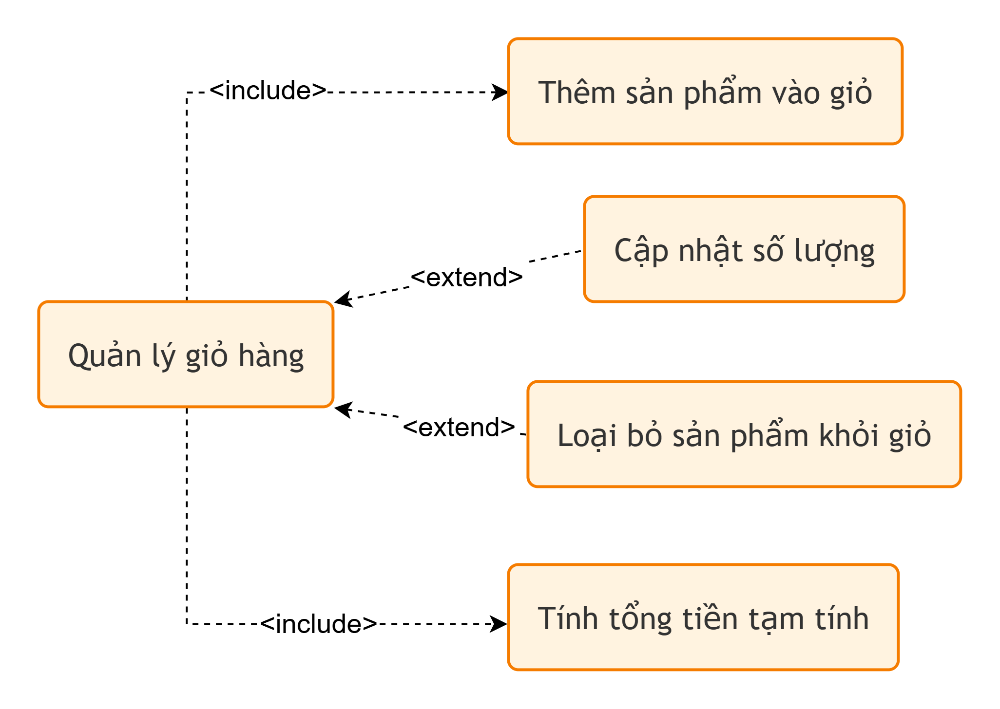 <include>
Thêm sản phẩm vào giỏ
Cập nhật số lượng
<extend>
Quản lý giỏ hàng
<extend>
Loại bỏ sản phẩm khỏi giỏ
<include>
Tính tổng tiền tạm tính